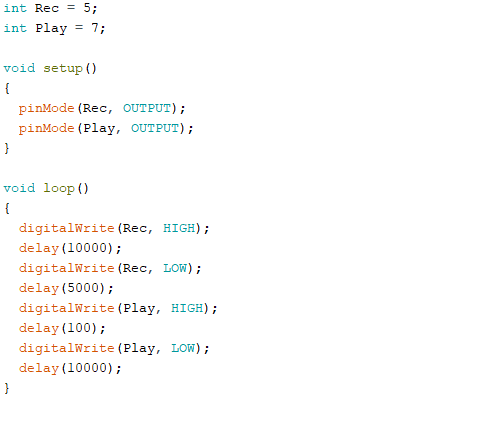 int Rec = 5;
int Play = 7;

void setup()
{
  pinMode(Rec, OUTPUT);
  pinMode(Play, OUTPUT);
}

void loop()
{
  digitalWrite(Rec, HIGH);
  delay(10000);
  digitalWrite(Rec, LOW);
  delay(5000);
  digitalWrite(Play, HIGH);
  delay(100);
  digitalWrite(Play, LOW);
  delay(10000);
}